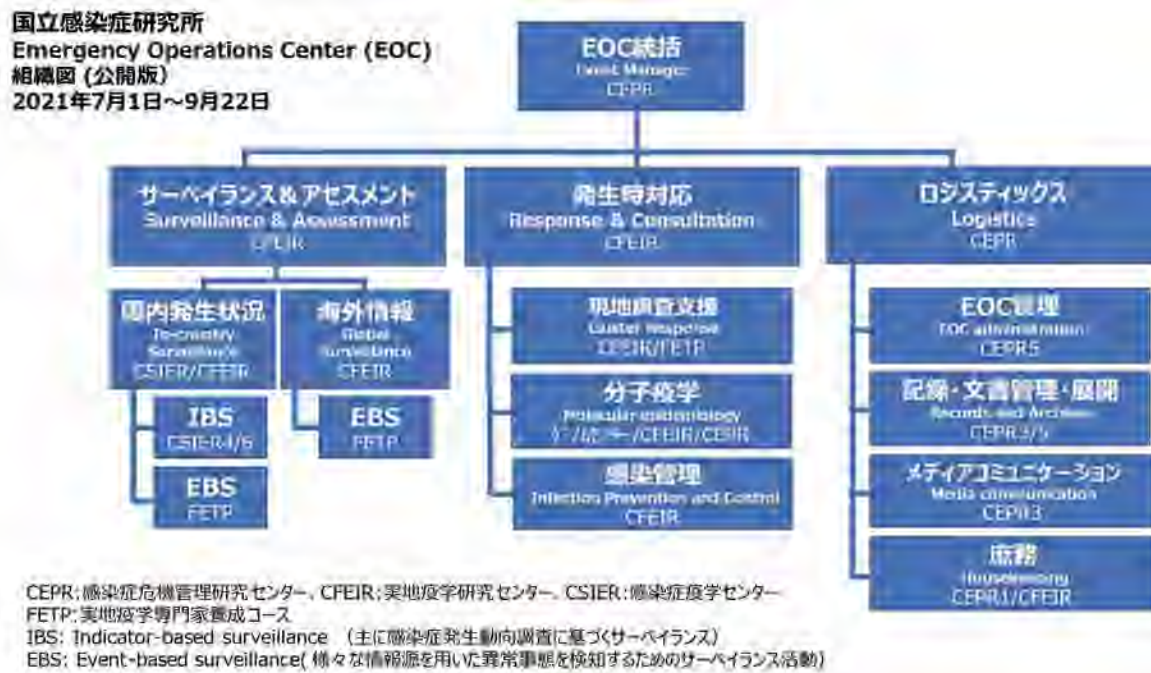 国立感染症研究所
Emergency Operations Center (EOC)
組織図 (公開版)
2021年7月1日～9月22日
EOC統括
Event Manager
CEPR
サーベイランス&アセスメント
Surveillance & Assessment
CFEIR
発生時対応
Response & Consultation
CFEIR
ロジスティックス
Logistics
CEPR
国内発生状況
In-country
Surveillance
CSIER/CFEIR
海外情報
Global
Surveillance
CFEIR
IBS
CSIER4/6
EBS
FETP
EBS
FETP
現地調査支援
Cluster Response
CFEIR/FETP
分子疫学
Molecular epidemiology
/CFEIR/CEPR
感染管理
Infection Prevention and Control
CFEIR
EOC管理
EOC administration
CEPR5
記録・文書管理・展開
Records and Archives
CEPR3/5
メディアコミュニケーション
Media communication
CEPR3
庶務
Housekeeping
CEPR1/CFEIR
CEPR:感染症危機管理研究センター、CFEIR:実地疫学研究センター、CSIER:感染症疫学センター
FETP:実地疫学専門家養成コース
IBS: Indicator-based surveillance （主に感染症発生動向調査に基づくサーベイランス）
EBS: Event-based surveillance( 様々な情報源を用いた異常事態を検知するためのサーベイランス活動)